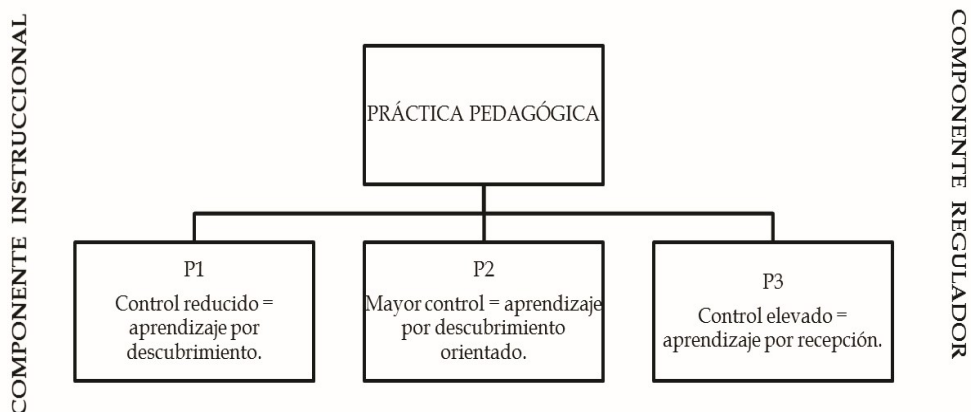 COMPONENTE INSTRUCCIONAL
PRÁCTICA PEDAGÓGICA
P1
Control reducido =
aprendizaje por
descubrimiento.
P2
Mayor control = aprendizaje
por descubrimiento
orientado.
P3
Control elevado =
aprendizaje por recepción.
COMPONENTE REGULADOR